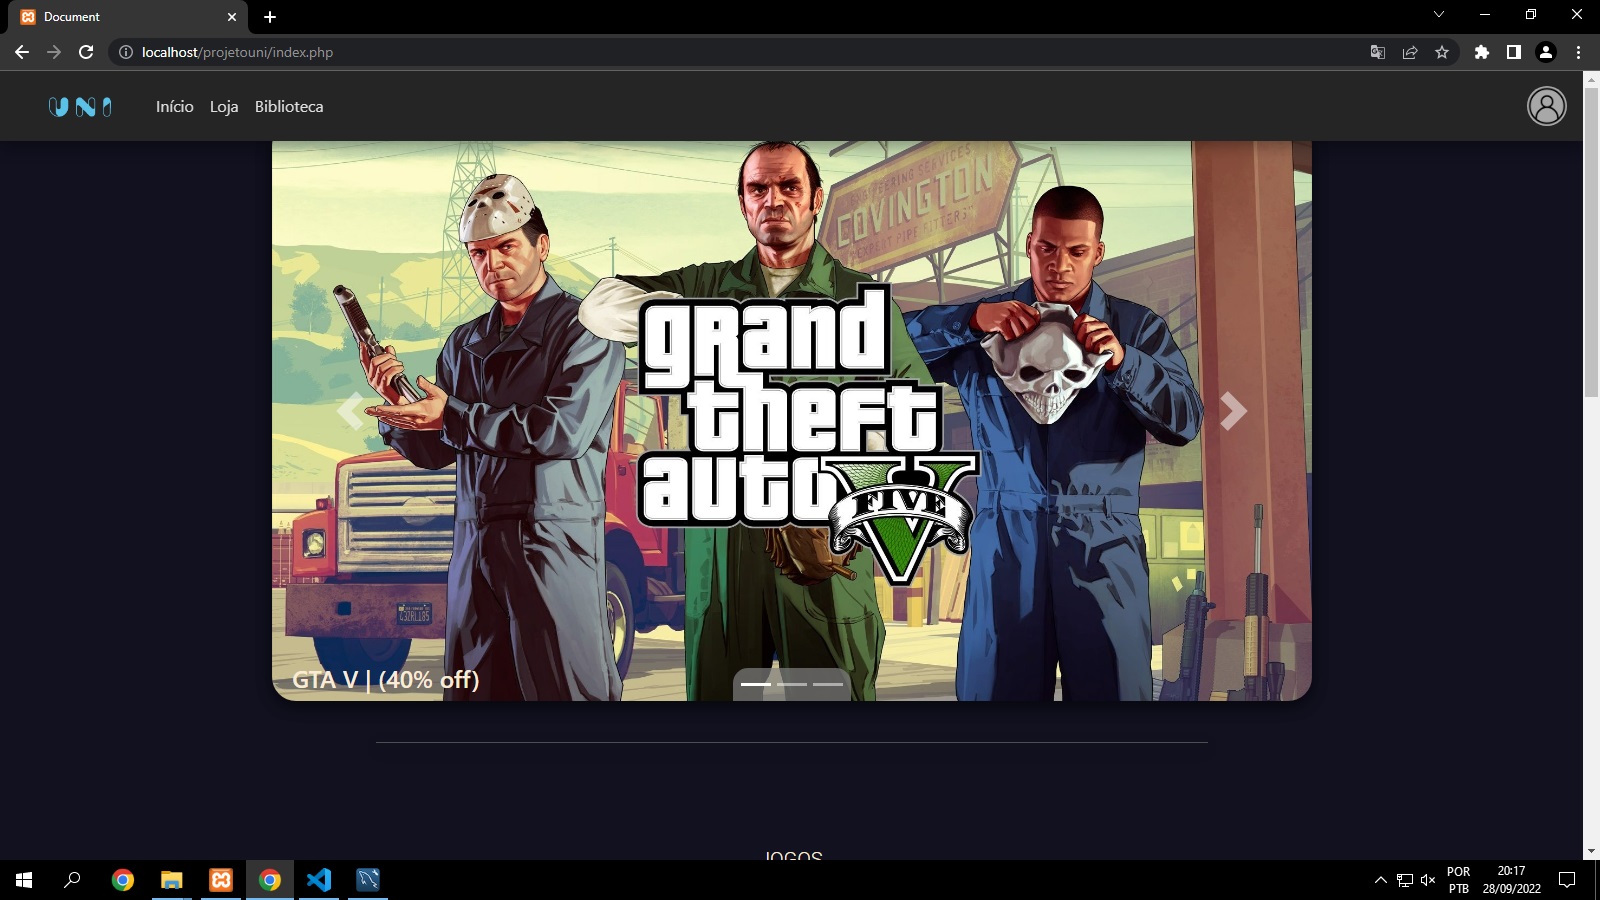 Document
localhost/projetouni/index.php
UNI
Início Loja Biblioteca
ENGINEERING SERVICES
COVINGTON
"EXPERT PIPE FITTERS"
grand
theft
auto V
FIVE
GTA V | (40% off)
JOGOS
POR
PTB
20:17
28/09/2022